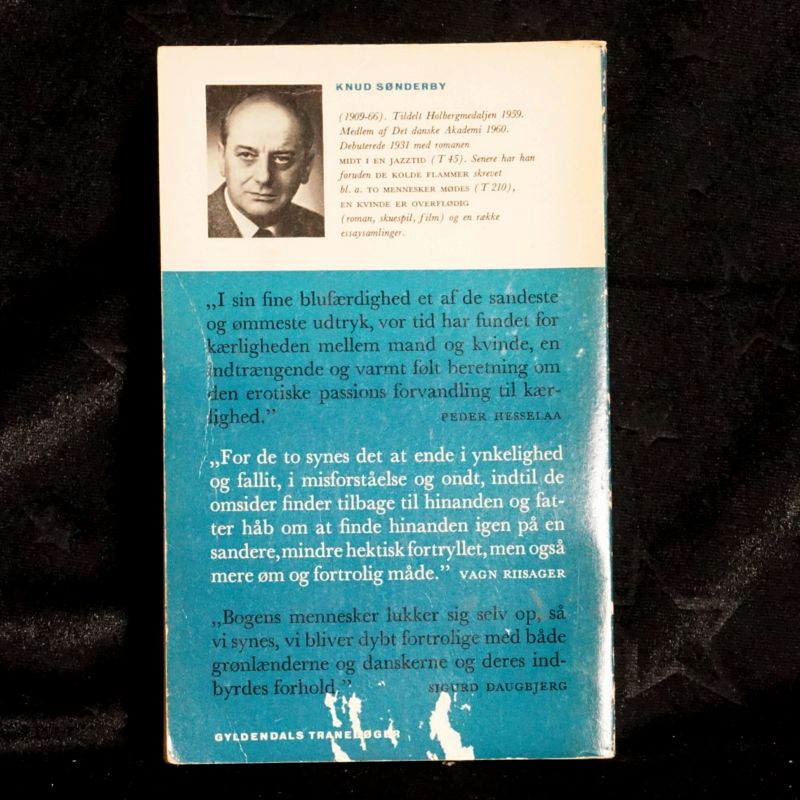 KNUD SØNDERBY
(1909-66). Tildelt Holbergmedaljen 1959.
Medlem af Det danske Akademi 1960.
Debuterede 1931 med romanen
MIDT I EN JAZZTID (T 45). Senere har han
foruden DE KOLDE FLAMMER skrevet
bl. a. TO MENNESKER MØDES (T 210),
EN KVINDE ER OVERFLØDIG
(roman, skuespil, film) og en række
essaysamlinger.
„I sin fine blufærdighed et af de sandeste
og ømmeste udtryk, vor tid har fundet for
kærligheden mellem mand og kvinde, en
indtrængende og varmt følt beretning om
den erotiske passions forvandling til kær-
lighed.” PEDER HESSELAA
„For de to synes det at ende i ynkelighed
og fallit, i misforståelse og ondt, indtil de
omsider finder tilbage til hinanden og fat-
ter håb om at finde hinanden igen på en
sandere, mindre hektisk fortryllet, men også
mere øm og fortrolig måde.” VAGN RIISAGER
„Bogens mennesker lukker sig selv op, så
vi synes, vi bliver dybt fortrolige med både
grønlænderne og danskerne og deres ind-
byrdes forhold.” SIGURD DAUGBJERG
GYLDENDALS TRANEBØGER